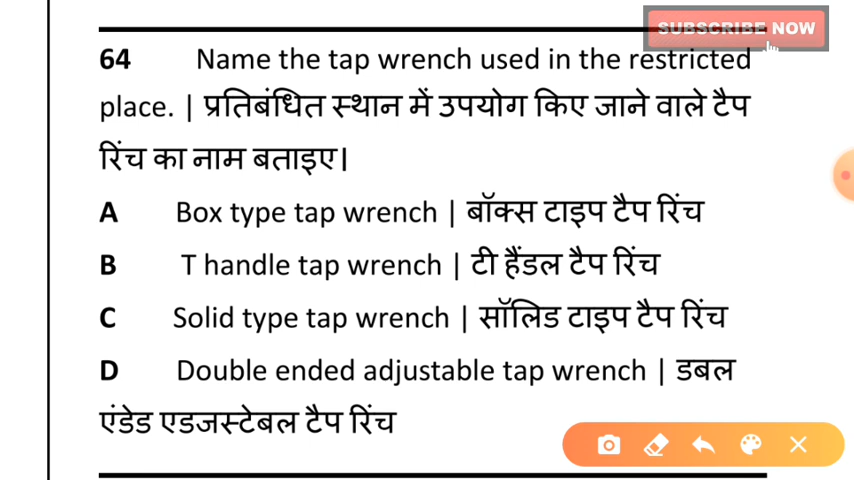 SUBSCRIBE NOW
64 Name the tap wrench used in the restricted
place. | प्रतिबंधित स्थान में उपयोग किए जाने वाले टैप
रिंच का नाम बताइए।
A Box type tap wrench | बॉक्स टाइप टैप रिंच
B T handle tap wrench | टी हैंडल टैप रिंच
C Solid type tap wrench | सॉलिड टाइप टैप रिंच
D Double ended adjustable tap wrench | डबल
एंडेड एडजस्टेबल टैप रिंच